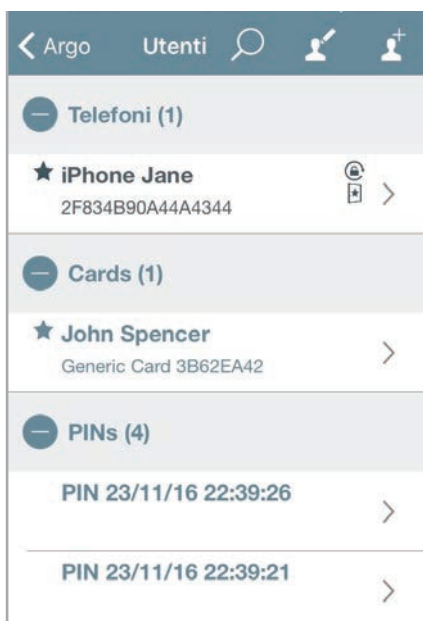 Argo Utenti
Telefoni (1)
iPhone Jane
2F834B90A44A4344
Cards (1)
John Spencer
Generic Card 3B62EA42
PINs (4)
PIN 23/11/16 22:39:26
PIN 23/11/16 22:39:21